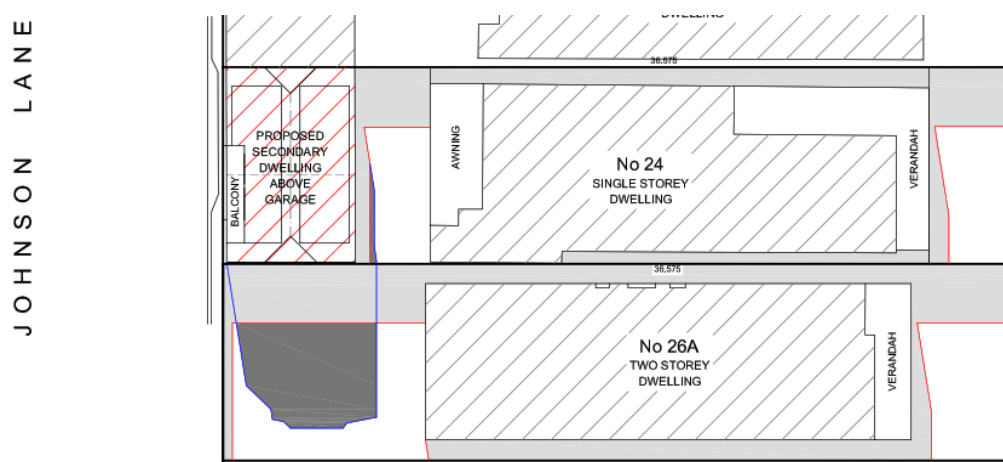 JOHNSON LANE
DWELLING
36,575
PROPOSED
SECONDARY
DWELLING
ABOVE
GARAGE
BALCONY
AWNING
No 24
SINGLE STOREY
DWELLING
VERANDAH
36,575
No 26A
TWO STOREY
DWELLING
VERANDAH